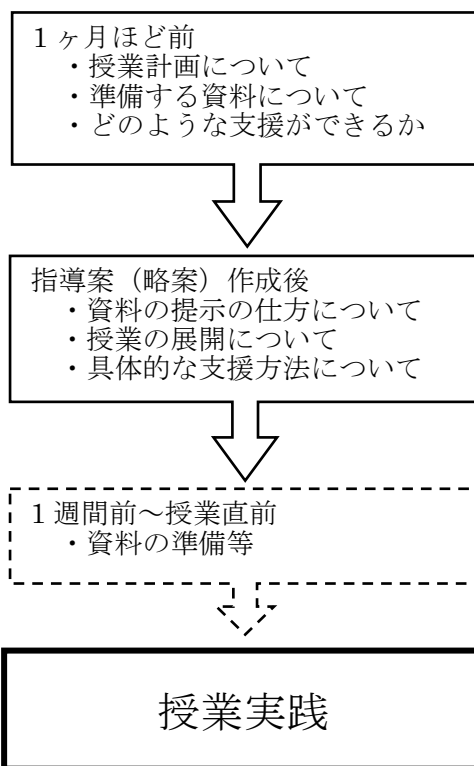 １ヶ月ほど前
・授業計画について
・準備する資料について
・どのような支援ができるか
指導案（略案）作成後
・資料の提示の仕方について
・授業の展開について
・具体的な支援方法について
１週間前～授業直前
・資料の準備等
授業実践